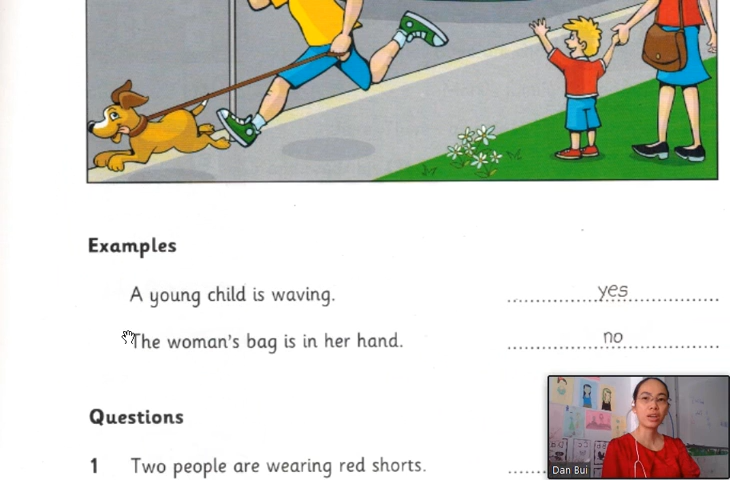 Examples
A young child is waving. yes
The woman's bag is in her hand. no
Questions
1 Two people are wearing red shorts.
Dan Bui